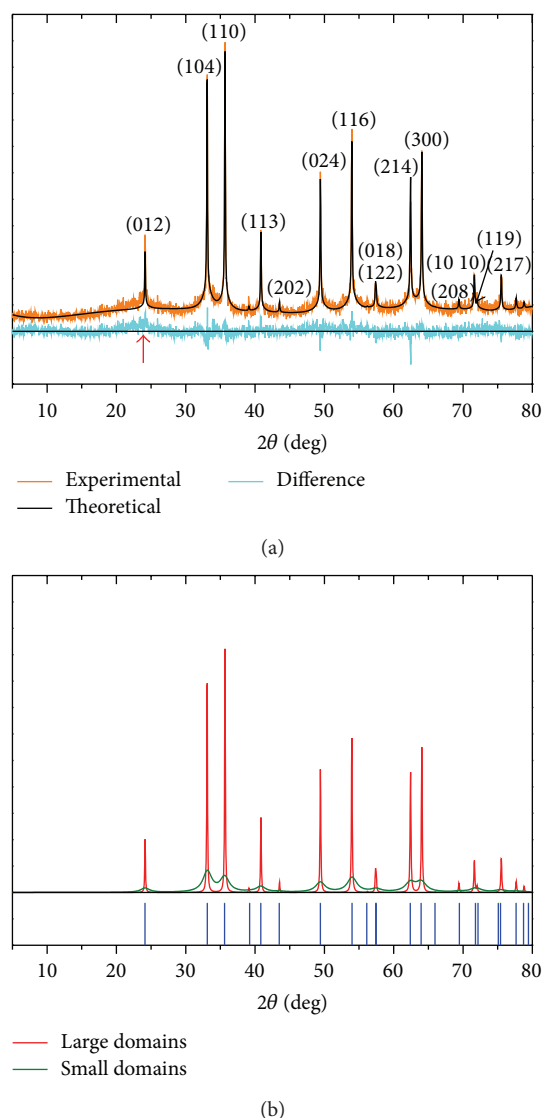 (110)
(104)
(116)
(024)
(300)
(214)
(012)
(113)
(018)
(122)
(119)
(10 10)
(217)
(202)
(208)
10 20 30 40 50 60 70 80
2θ (deg)
Experimental
Difference
Theoretical
(a)
10 20 30 40 50 60 70 80
2θ (deg)
Large domains
Small domains
(b)